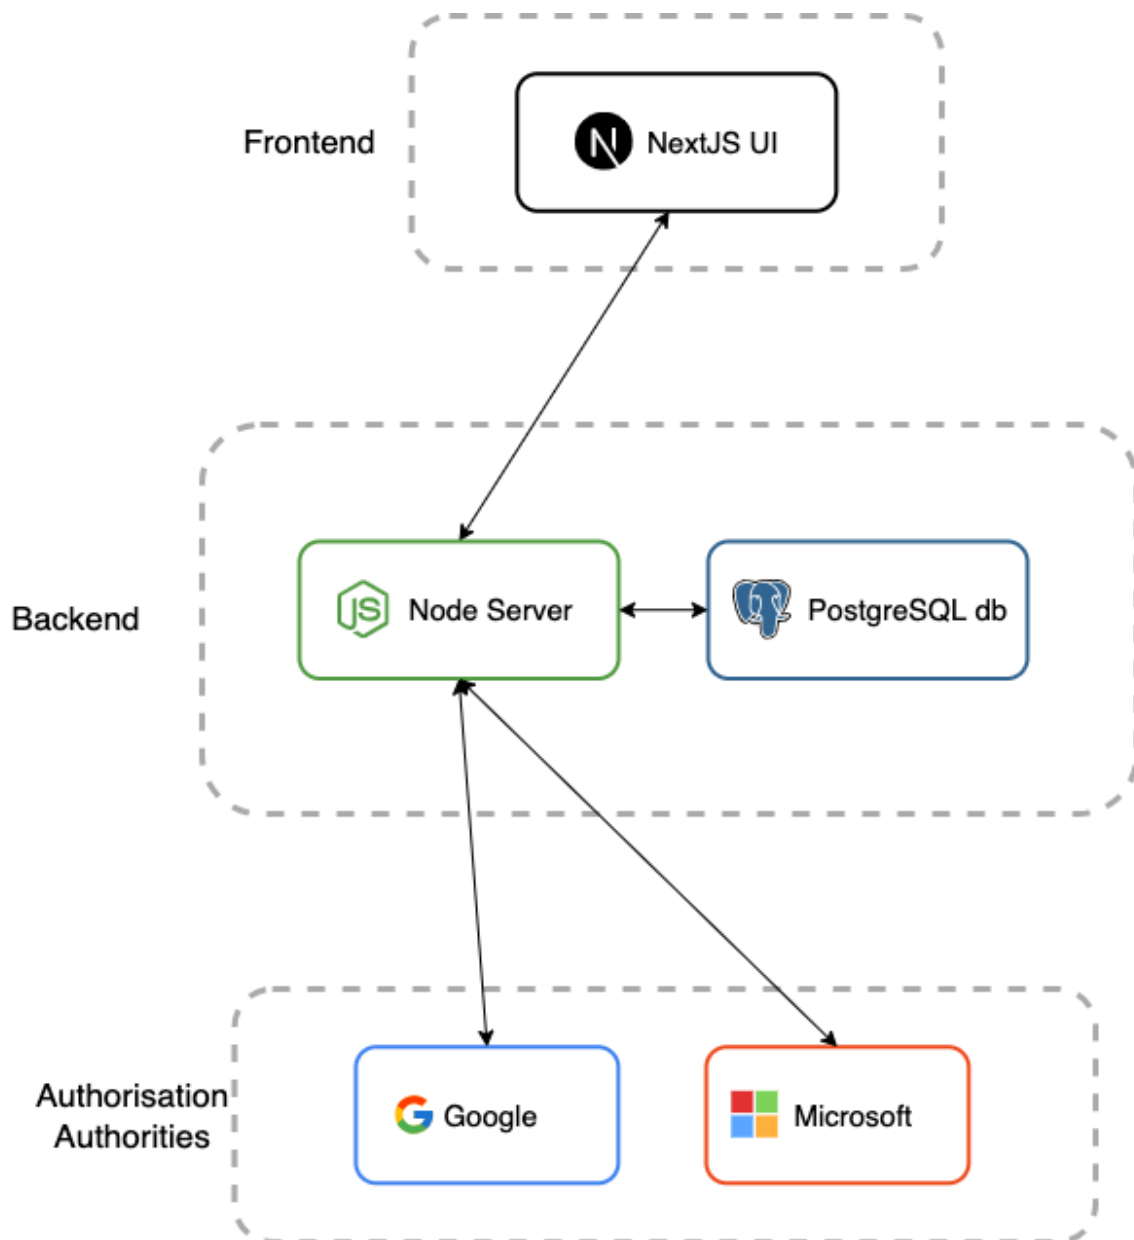 Frontend
NextJS UI
Backend
Node Server
PostgreSQL db
Authorisation
Authorities
Google
Microsoft